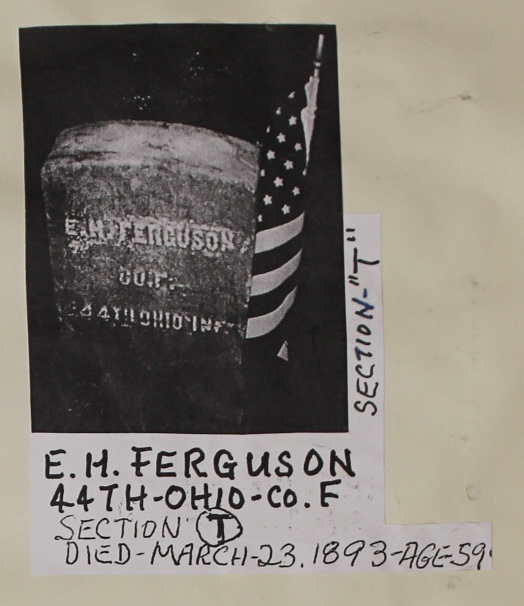 E.H. FERGUSON
CO. F.
44TH OHIO INF.
SECTION-"T"
E.H. FERGUSON
44TH-OHIO-CO.F
SECTION T
DIED-MARCH-23.1893-AGE-59.